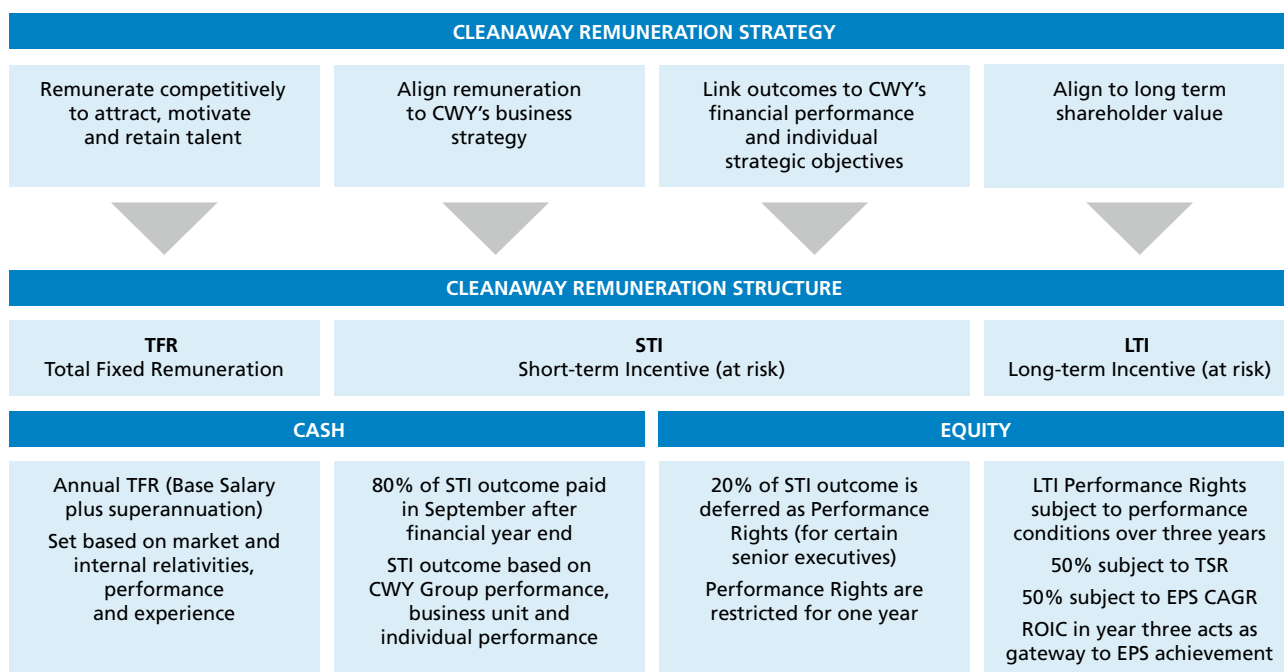 CLEANAWAY REMUNERATION STRATEGY
Remunerate competitively
to attract, motivate
and retain talent
Align remuneration
to CWY's business
strategy
Link outcomes to CWY's
financial performance
and individual
strategic objectives
Align to long term
shareholder value
CLEANAWAY REMUNERATION STRUCTURE
TFR
Total Fixed Remuneration
STI
Short-term Incentive (at risk)
LTI
Long-term Incentive (at risk)
CASH
EQUITY
Annual TFR (Base Salary
plus superannuation)
Set based on market and
internal relativities,
performance
and experience
80% of STI outcome paid
in September after
financial year end
STI outcome based on
CWY Group performance,
business unit and
individual performance
20% of STI outcome is
deferred as Performance
Rights (for certain
senior executives)
Performance Rights are
restricted for one year
LTI Performance Rights
subject to performance
conditions over three years
50% subject to TSR
50% subject to EPS CAGR
ROIC in year three acts as
gateway to EPS achievement